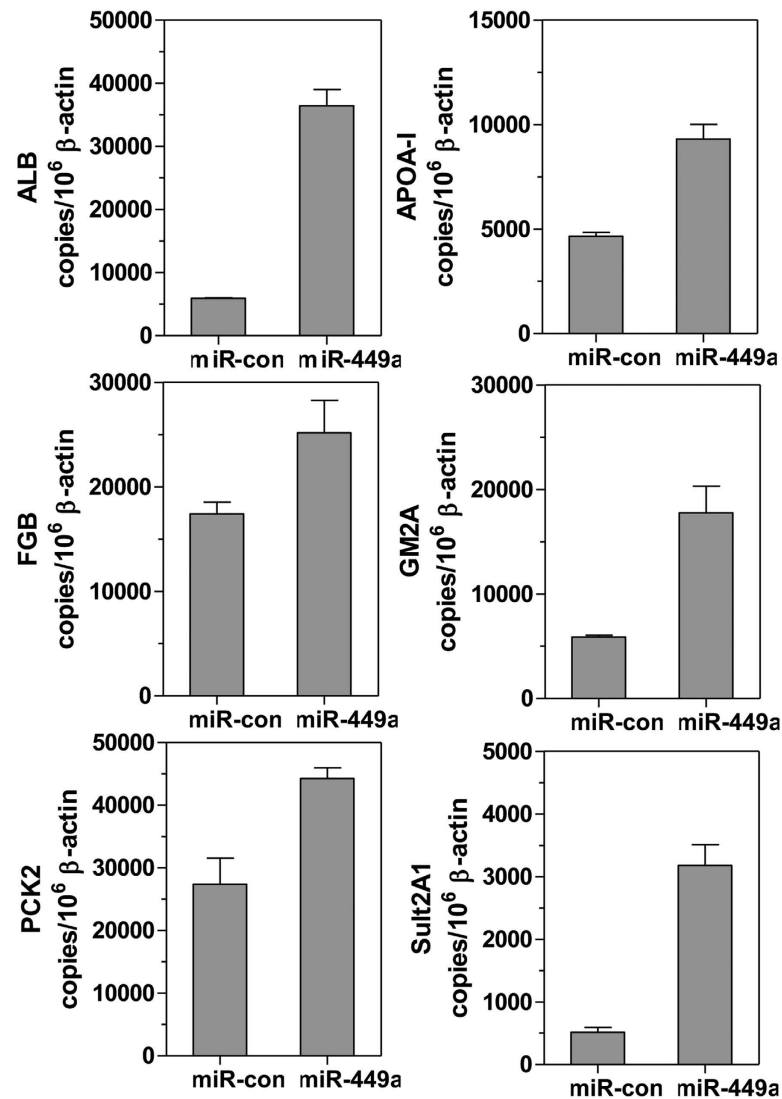 ALB
copies/10⁶ β-actin
50000
40000
30000
20000
10000
0
miR-con miR-449a
APOA-I
copies/10⁶ β-actin
15000
10000
5000
0
miR-con miR-449a
FGB
copies/10⁶ β-actin
30000
20000
10000
0
miR-con miR-449a
GM2A
copies/10⁶ β-actin
30000
20000
10000
0
miR-con miR-449a
PCK2
copies/10⁶ β-actin
50000
40000
30000
20000
10000
0
miR-con miR-449a
Sult2A1
copies/10⁶ β-actin
5000
4000
3000
2000
1000
0
miR-con miR-449a